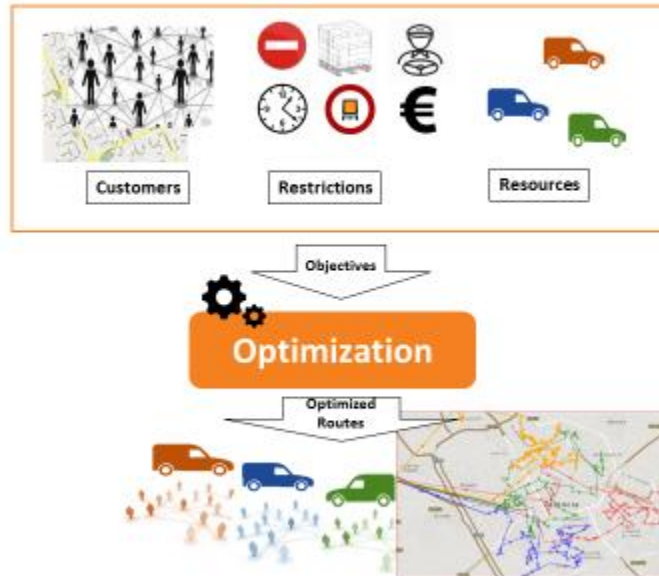 Customers
Restrictions
Resources
Objectives
Optimization
Optimized
Routes